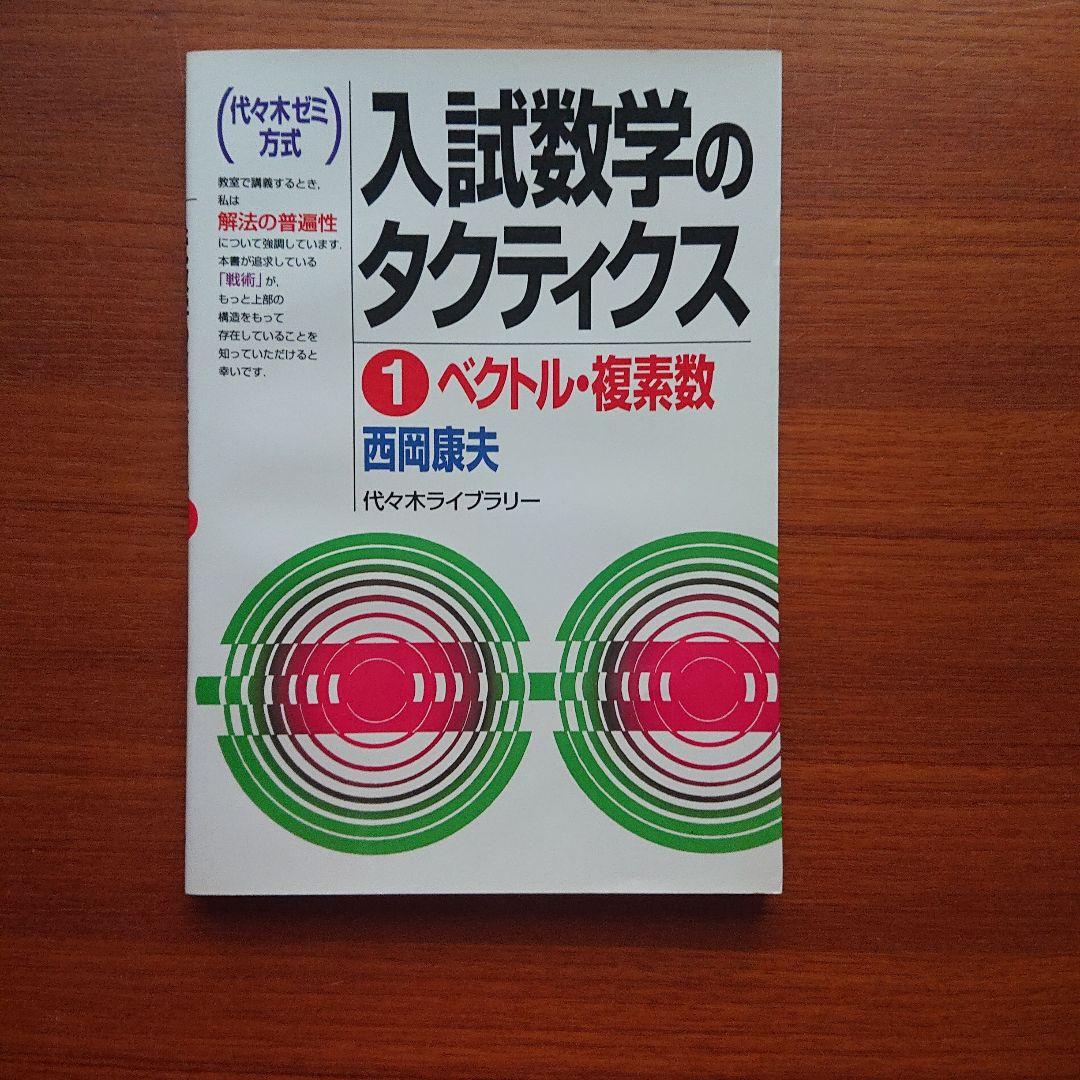 代々木ゼミ
方式
教室で講義するとき,
私は
解法の普遍性
について強調しています.
本書が追求している
「戦術」が,
もっと上部の
構造をもって
存在していることを
知っていただけると
幸いです.
入試数学の
タクティクス
1 ベクトル・複素数
西岡康夫
代々木ライブラリー